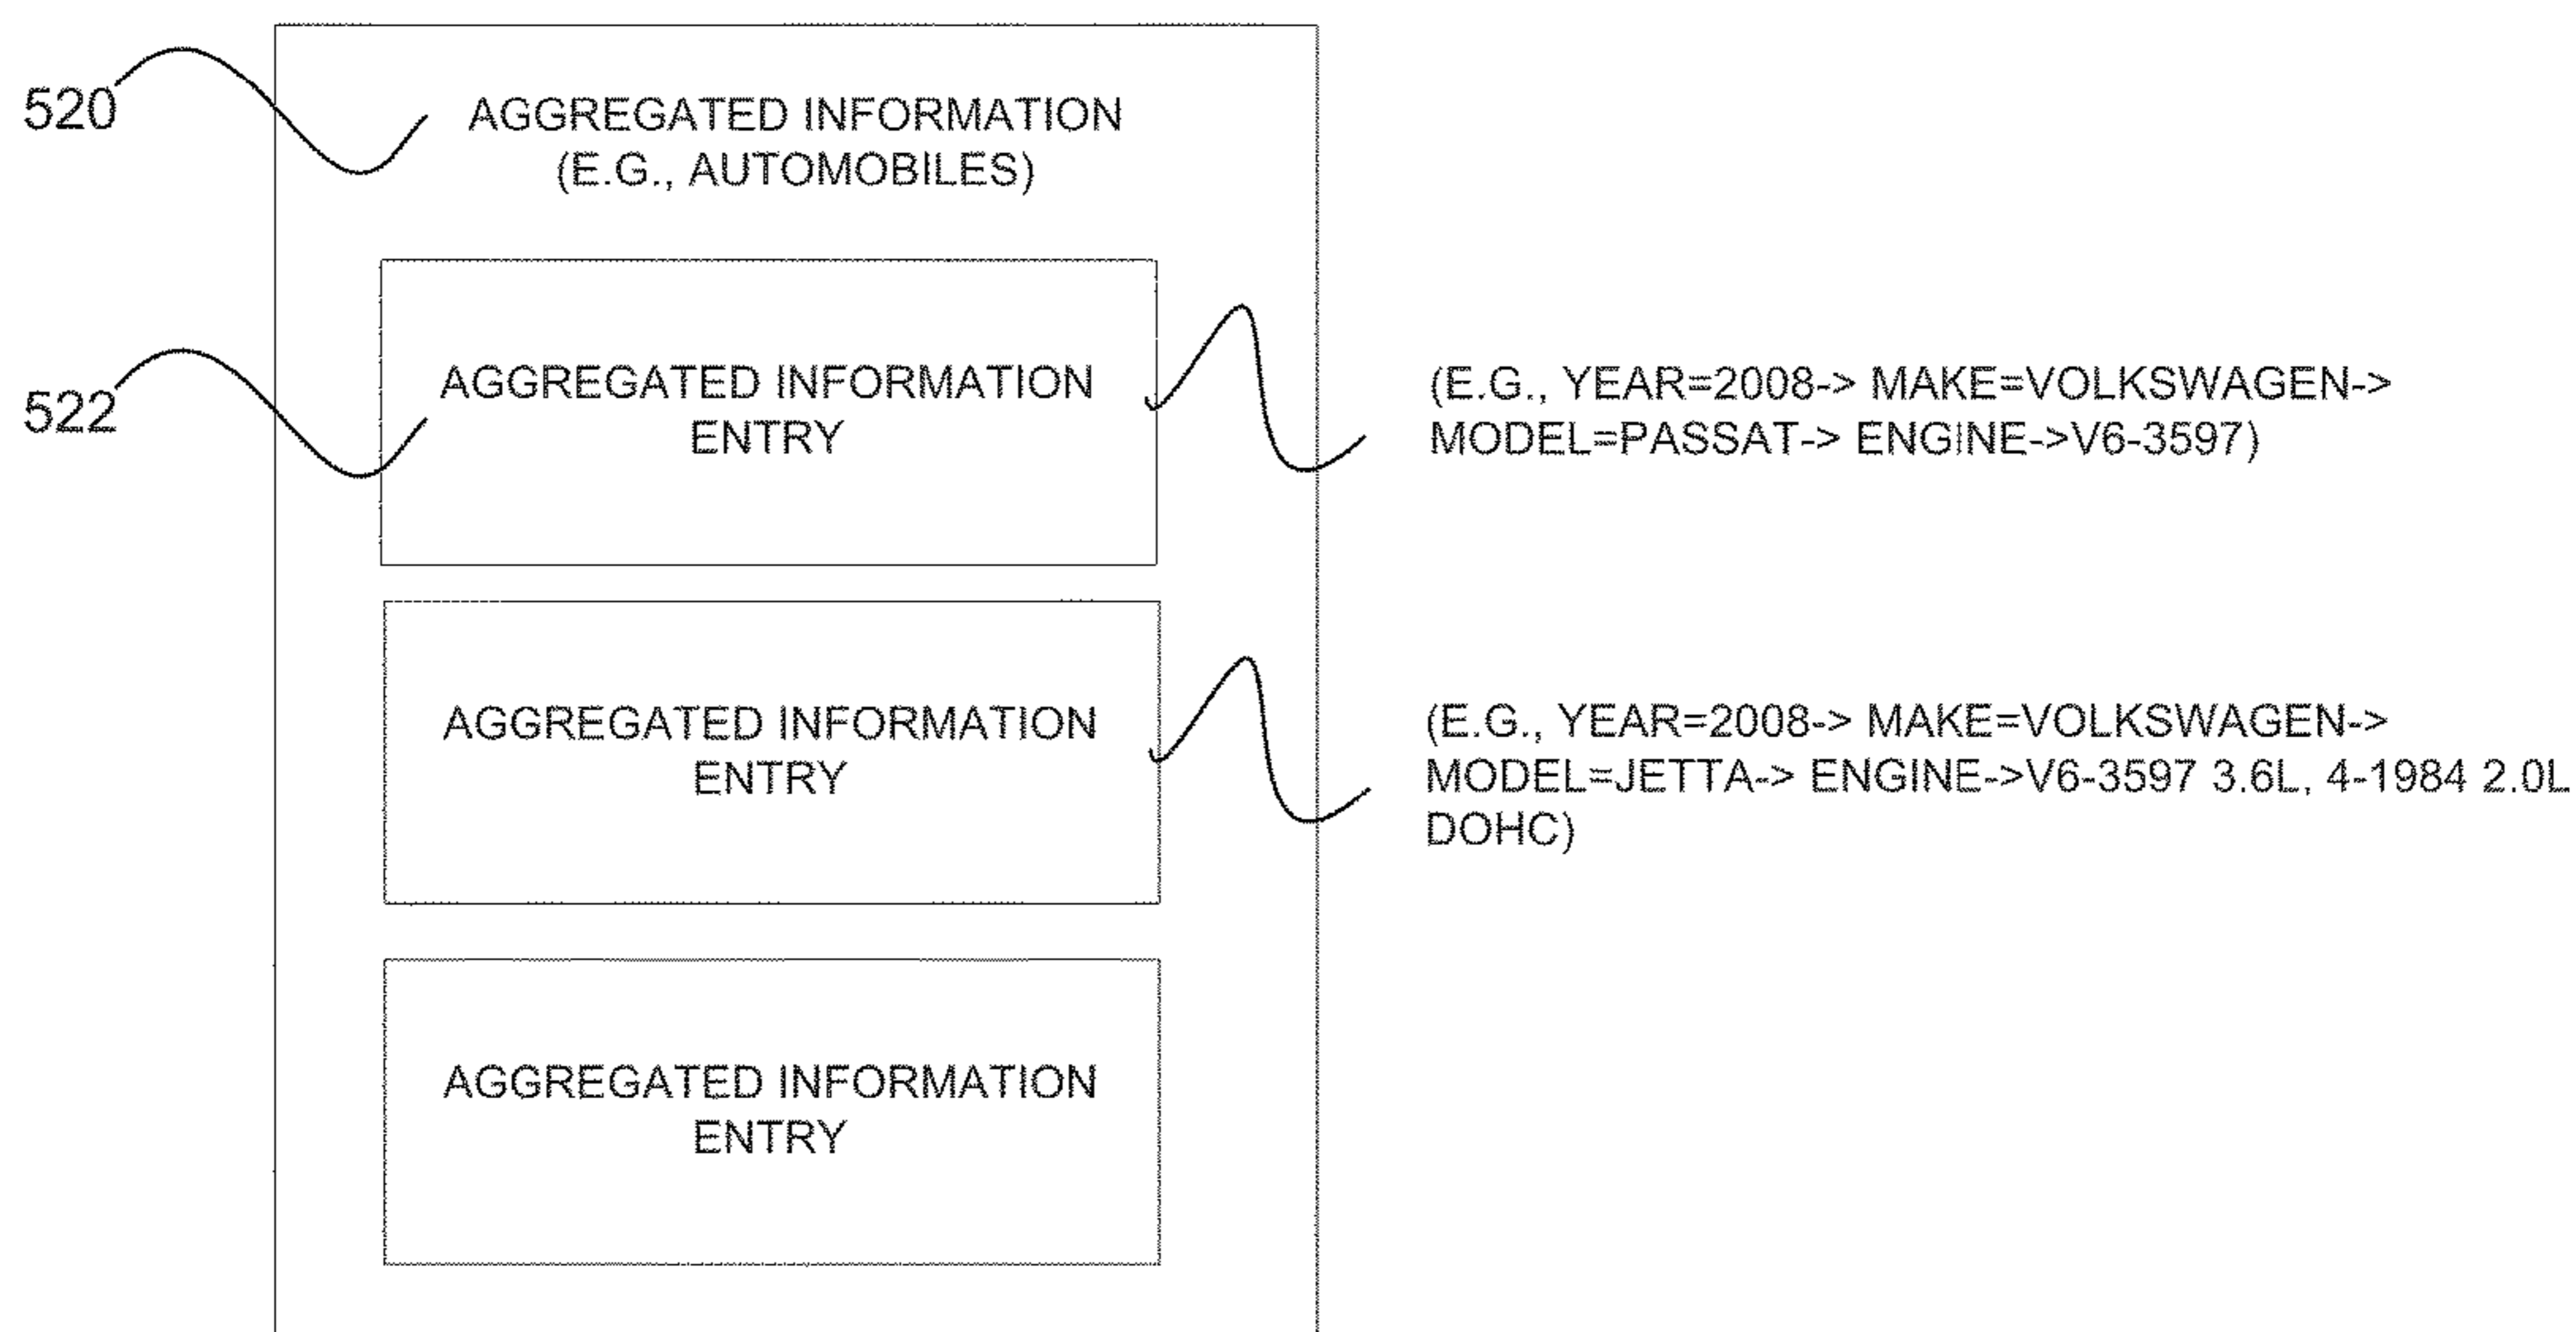 520
AGGREGATED INFORMATION
(E.G., AUTOMOBILES)
522
AGGREGATED INFORMATION
ENTRY
(E.G., YEAR=2008-> MAKE=VOLKSWAGEN->
MODEL=PASSAT-> ENGINE->V6-3597)
AGGREGATED INFORMATION
ENTRY
(E.G., YEAR=2008-> MAKE=VOLKSWAGEN->
MODEL=JETTA-> ENGINE->V6-3597 3.6L, 4-1984 2.0L
DOHC)
AGGREGATED INFORMATION
ENTRY